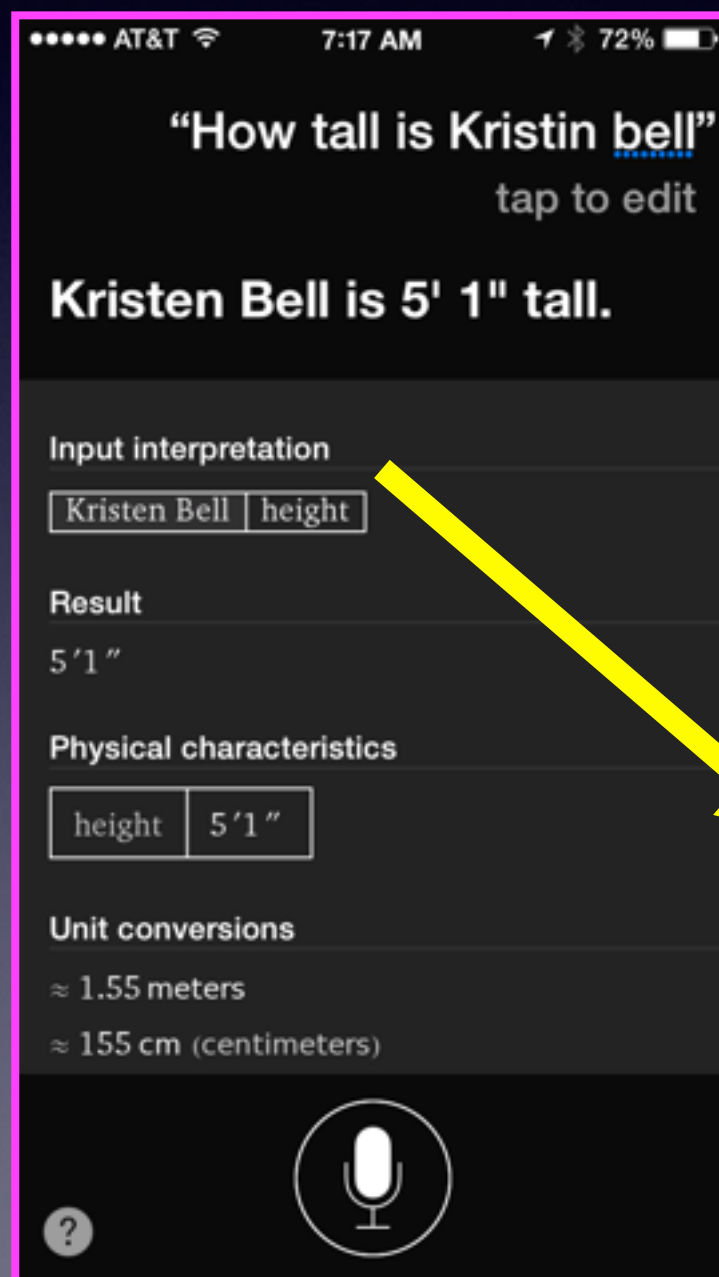 AT&T 7:17 AM 72%
“How tall is Kristin bell”
tap to edit
Kristen Bell is 5' 1" tall.
Input interpretation
Kristen Bell height
Result
5′1″
Physical characteristics
height 5′1″
Unit conversions
≈ 1.55 meters
≈ 155 cm (centimeters)
?